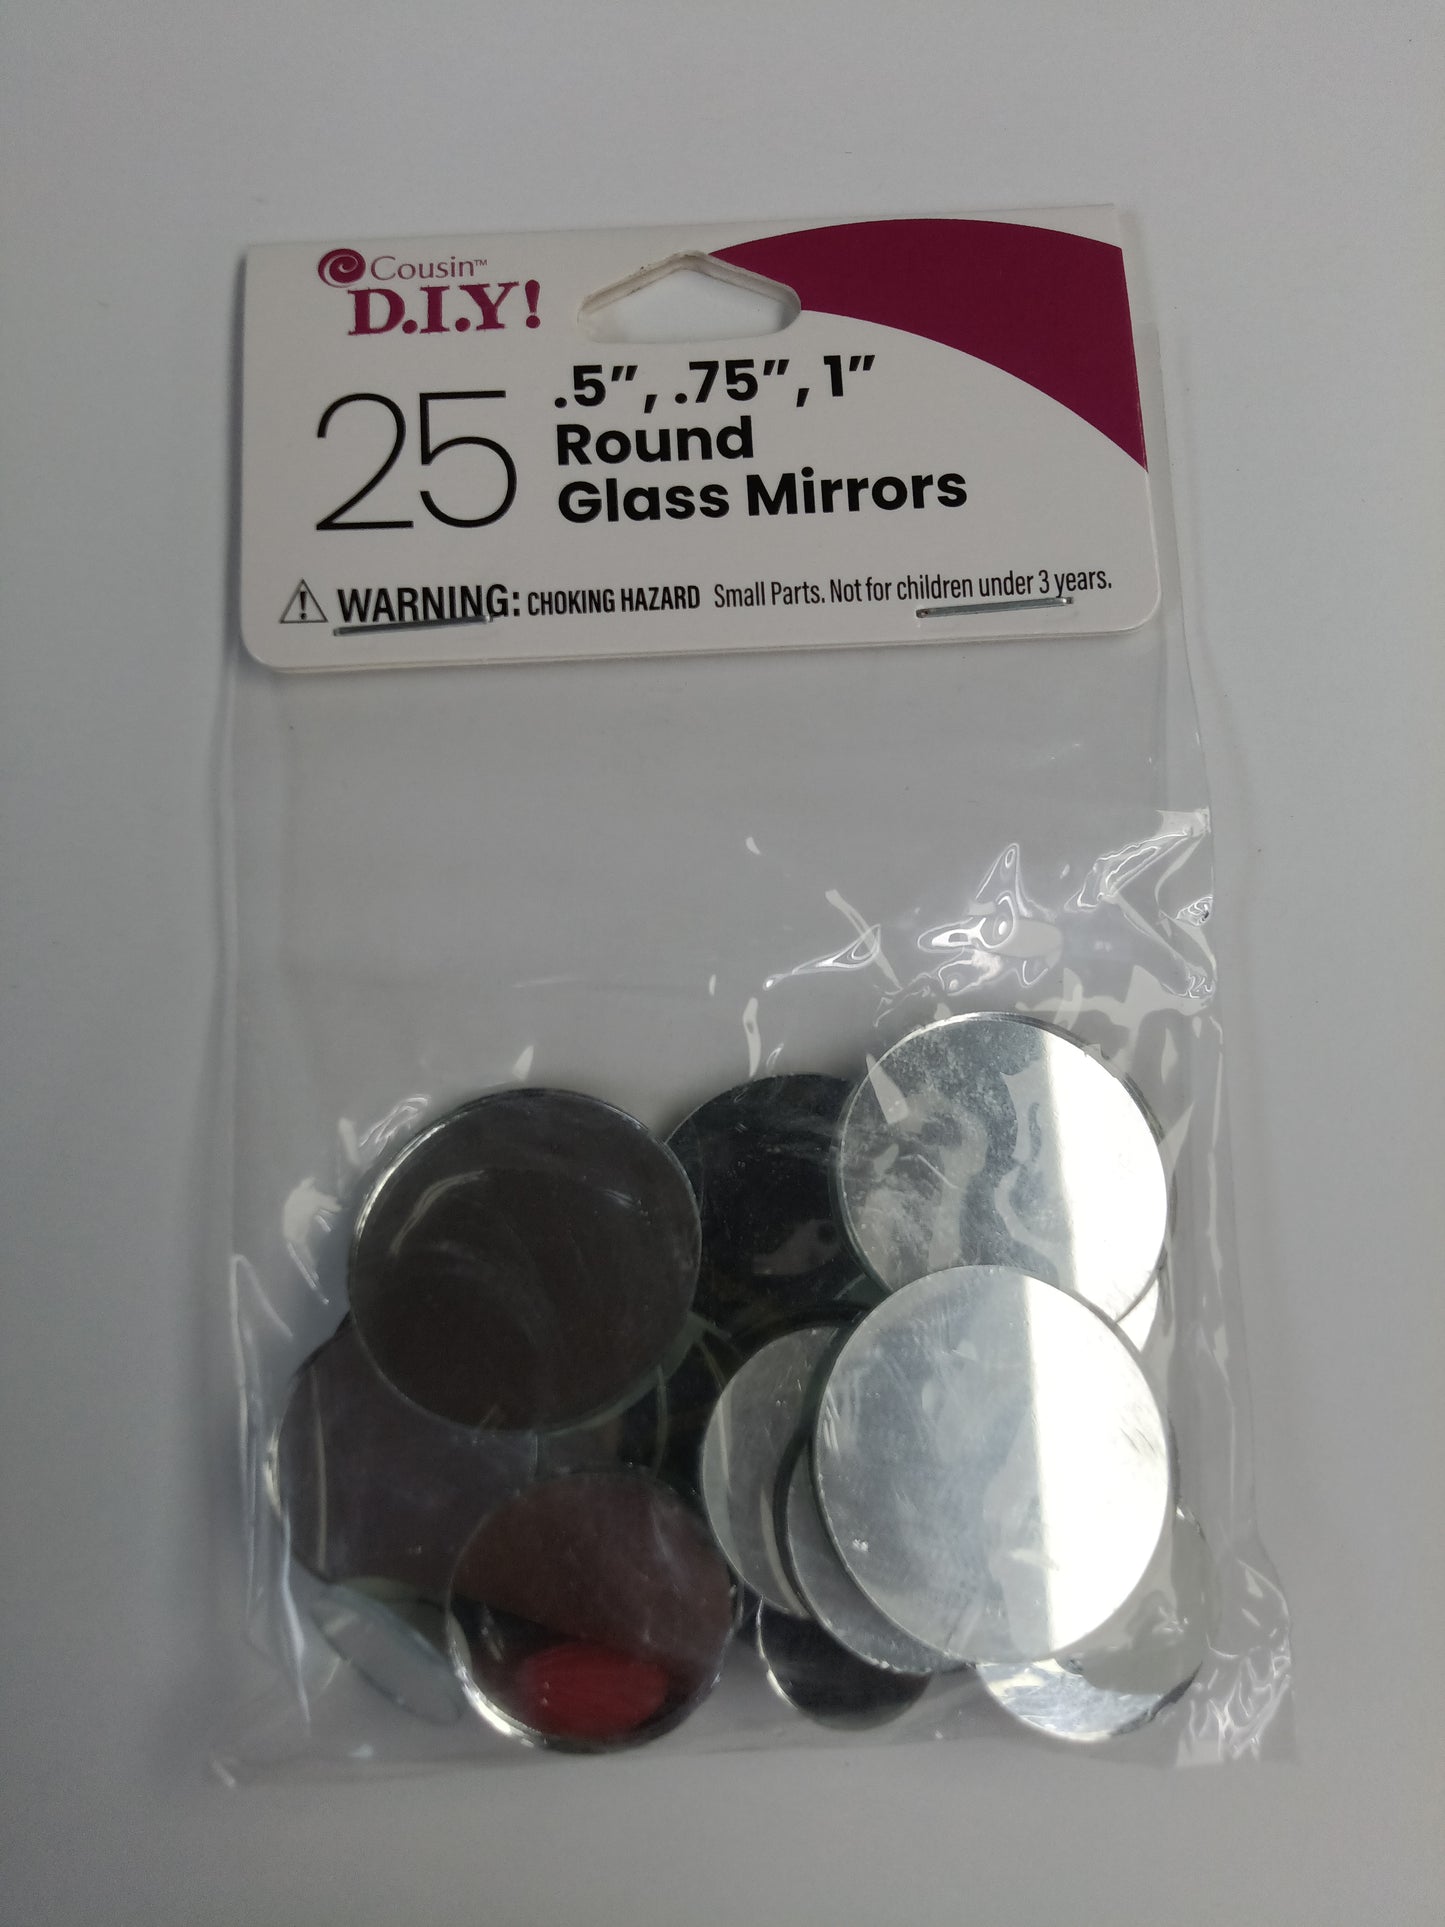 Cousin™
D.I.Y!
25
.5”, .75”, 1”
Round
Glass Mirrors
WARNING: CHOKING HAZARD Small Parts. Not for children under 3 years.